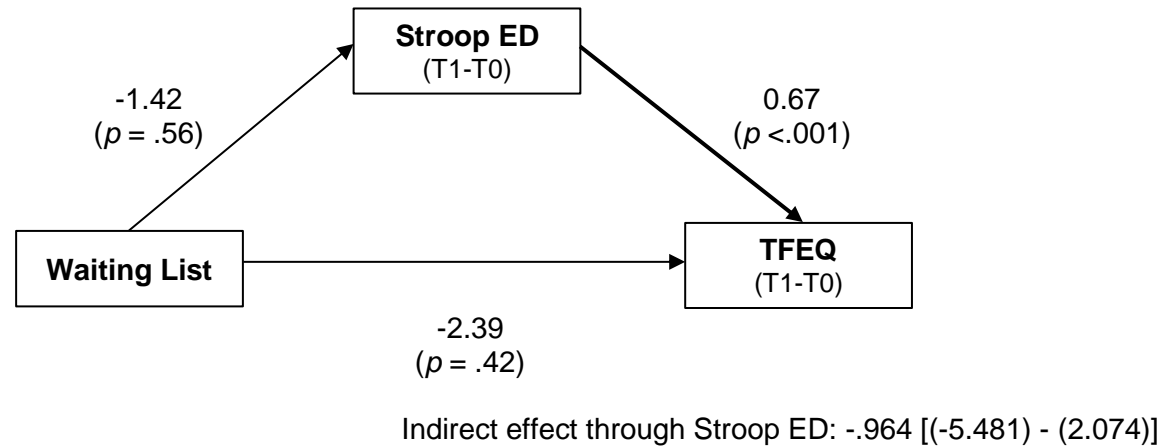 Stroop ED
(T1-T0)
-1.42
(p = .56)
0.67
(p <.001)
Waiting List
TFEQ
(T1-T0)
-2.39
(p = .42)
Indirect effect through Stroop ED: -.964 [(-5.481) - (2.074)]